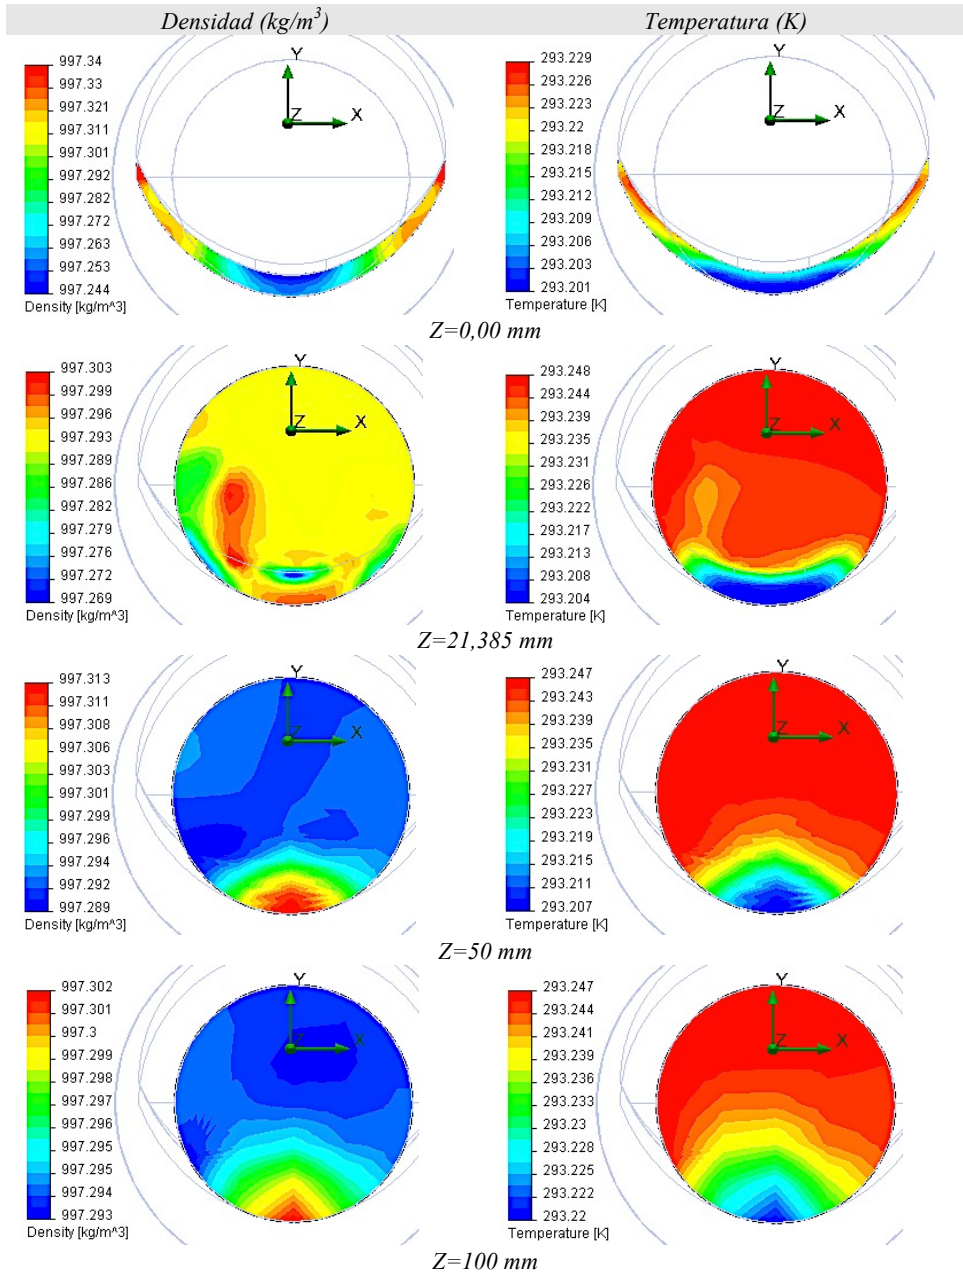 Densidad (kg/m³) Temperatura (K)
997.34
997.33
997.321
997.311
997.301
997.292
997.282
997.272
997.263
997.253
997.244
Density [kg/m^3]
Y
X
Z
293.229
293.226
293.223
293.22
293.218
293.215
293.212
293.209
293.206
293.203
293.201
Temperature [K]
Y
X
Z
Z=0,00 mm
997.303
997.299
997.296
997.293
997.289
997.286
997.282
997.279
997.276
997.272
997.269
Density [kg/m^3]
Y
X
Z
293.248
293.244
293.239
293.235
293.231
293.226
293.222
293.217
293.213
293.208
293.204
Temperature [K]
Y
X
Z
Z=21,385 mm
997.313
997.311
997.308
997.306
997.303
997.301
997.299
997.296
997.294
997.292
997.289
Density [kg/m^3]
Y
X
Z
293.247
293.243
293.239
293.235
293.231
293.227
293.223
293.219
293.215
293.211
293.207
Temperature [K]
Y
X
Z
Z=50 mm
997.302
997.301
997.3
997.299
997.298
997.297
997.296
997.295
997.295
997.294
997.293
Density [kg/m^3]
Y
X
Z
293.247
293.244
293.241
293.239
293.236
293.233
293.23
293.228
293.225
293.222
293.22
Temperature [K]
Y
X
Z
Z=100 mm